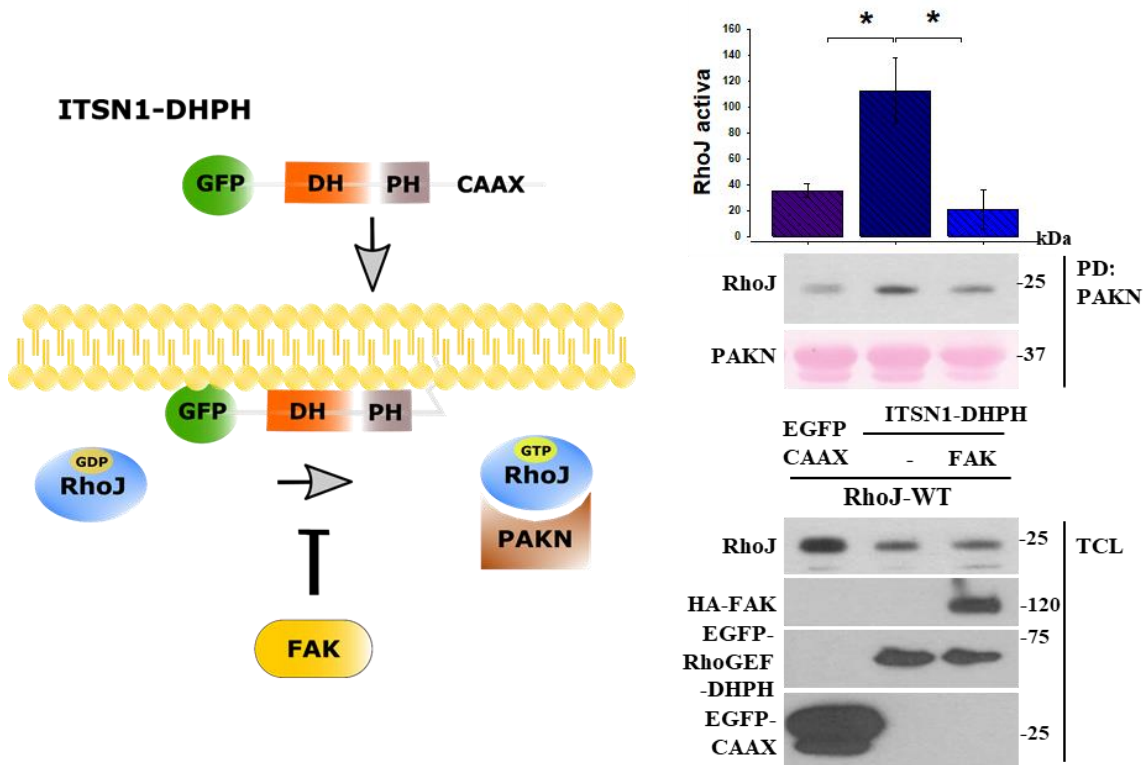 ITSN1-DHPH
GFP
DH
PH
CAAX
GFP
DH
PH
GDP
RhoJ
GTP
RhoJ
PAKN
FAK
* *
RhoJ activa
160
140
120
100
80
60
40
20
0
kDa
RhoJ
-25
PD:
PAKN
PAKN
-37
EGFP
CAAX
ITSN1-DHPH
-
FAK
RhoJ-WT
RhoJ
-25
TCL
HA-FAK
-120
EGFP-
RhoGEF
-DHPH
-75
EGFP-
CAAX
-25